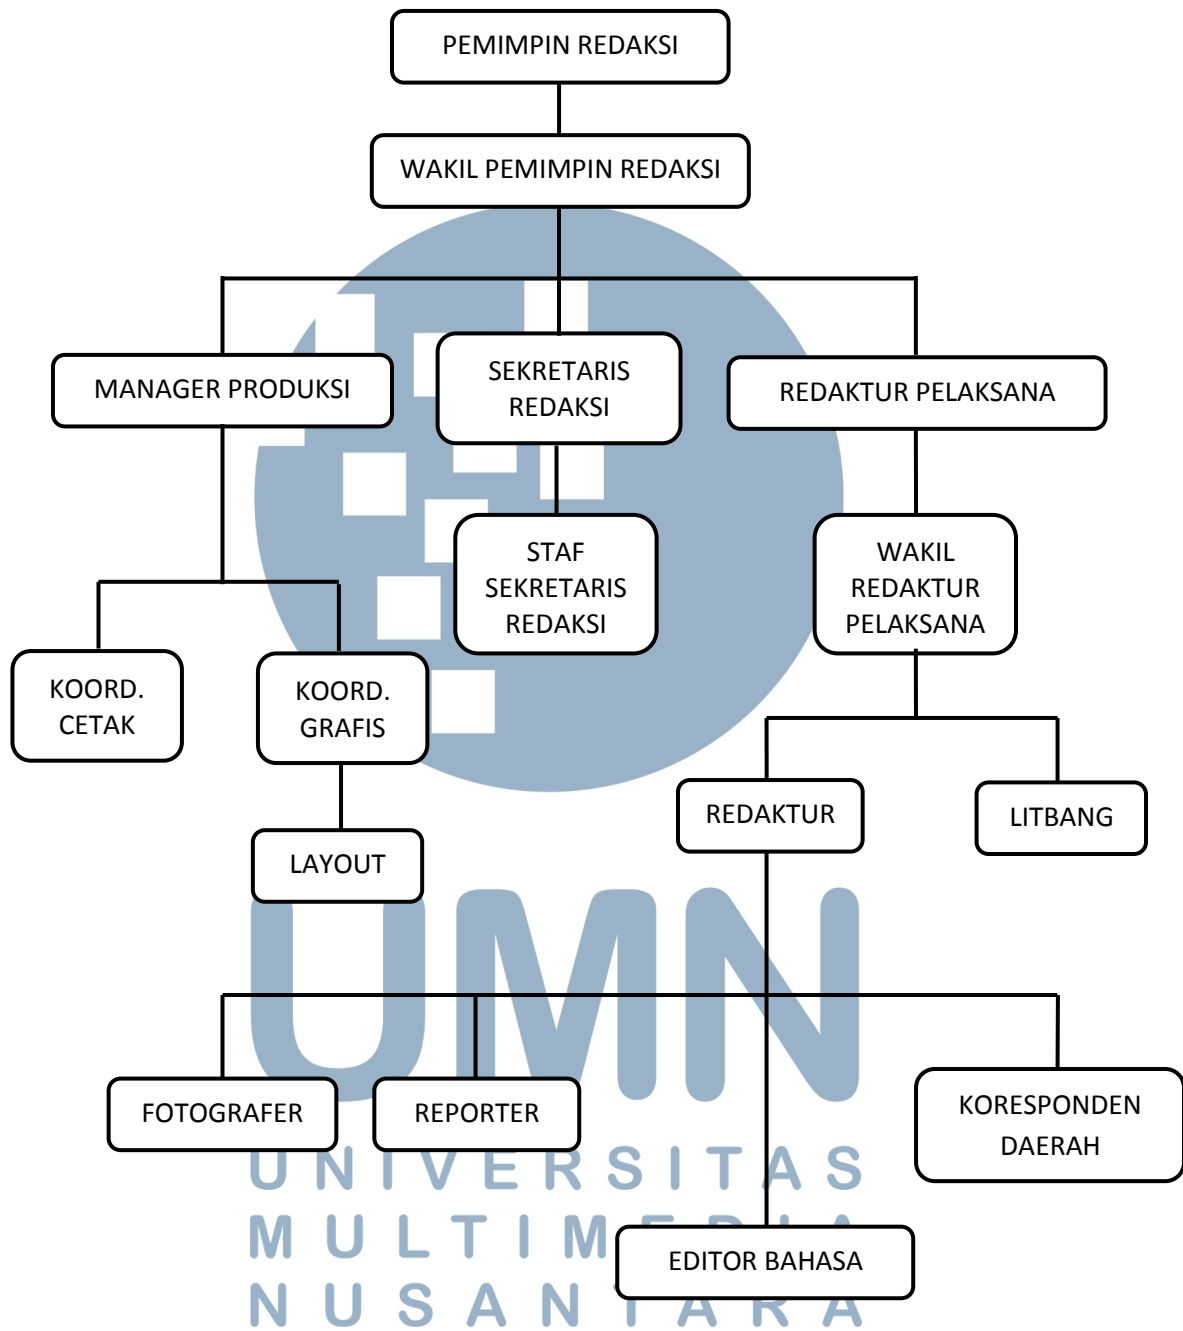 PEMIMPIN REDAKSI
WAKIL PEMIMPIN REDAKSI
MANAGER PRODUKSI
SEKRETARIS
REDAKSI
REDAKTUR PELAKSANA
STAF
SEKRETARIS
REDAKSI
WAKIL
REDAKTUR
PELAKSANA
KOORD.
CETAK
KOORD.
GRAFIS
REDAKTUR
LITBANG
LAYOUT
UMN
FOTOGRAFER
REPORTER
KORESPONDEN
DAERAH
UNIVERSITAS
MULTIMEDIA
EDITOR BAHASA
NUSANTARA